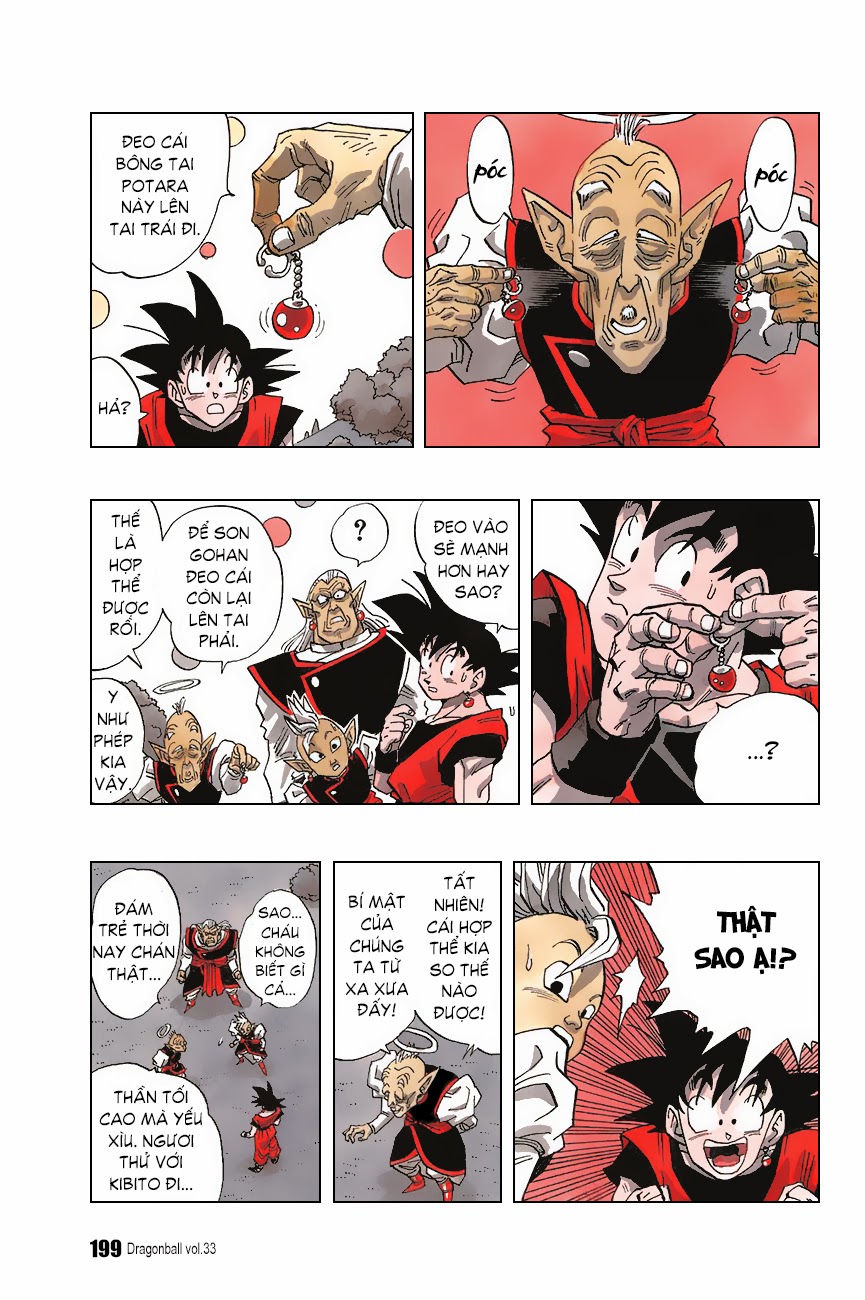 póc
póc
ĐEO CÁI
BÔNG TAI
POTARA
NÀY LÊN
TAI TRÁI ĐI.
HẢ?
...?
ĐEO VÀO
SẼ MẠNH
HƠN HAY
SAO?
?
ĐỂ SON
GOHAN
ĐEO CÁI
CÒN LẠI
LÊN TAI
PHẢI.
THẾ
LÀ
HỢP
THỂ
ĐƯỢC
RỒI.
Y
NHƯ
PHÉP
KIA
VẬY.
THẬT
SAO Ạ!?
TẤT
NHIÊN!
CÁI HỢP
THỂ KIA
SO THẾ
NÀO
ĐƯỢC!
BÍ MẬT
CỦA
CHÚNG
TA TỪ
XA XƯA
ĐẤY!
SAO...
CHÁU
KHÔNG
BIẾT GÌ
CẢ...
ĐÁM
TRẺ THỜI
NAY CHÁN
THẬT...
THẦN TỐI
CAO MÀ YẾU
XÌU. NGƯƠI
THỬ VỚI
KIBITO ĐI...
199 Dragonball vol.33